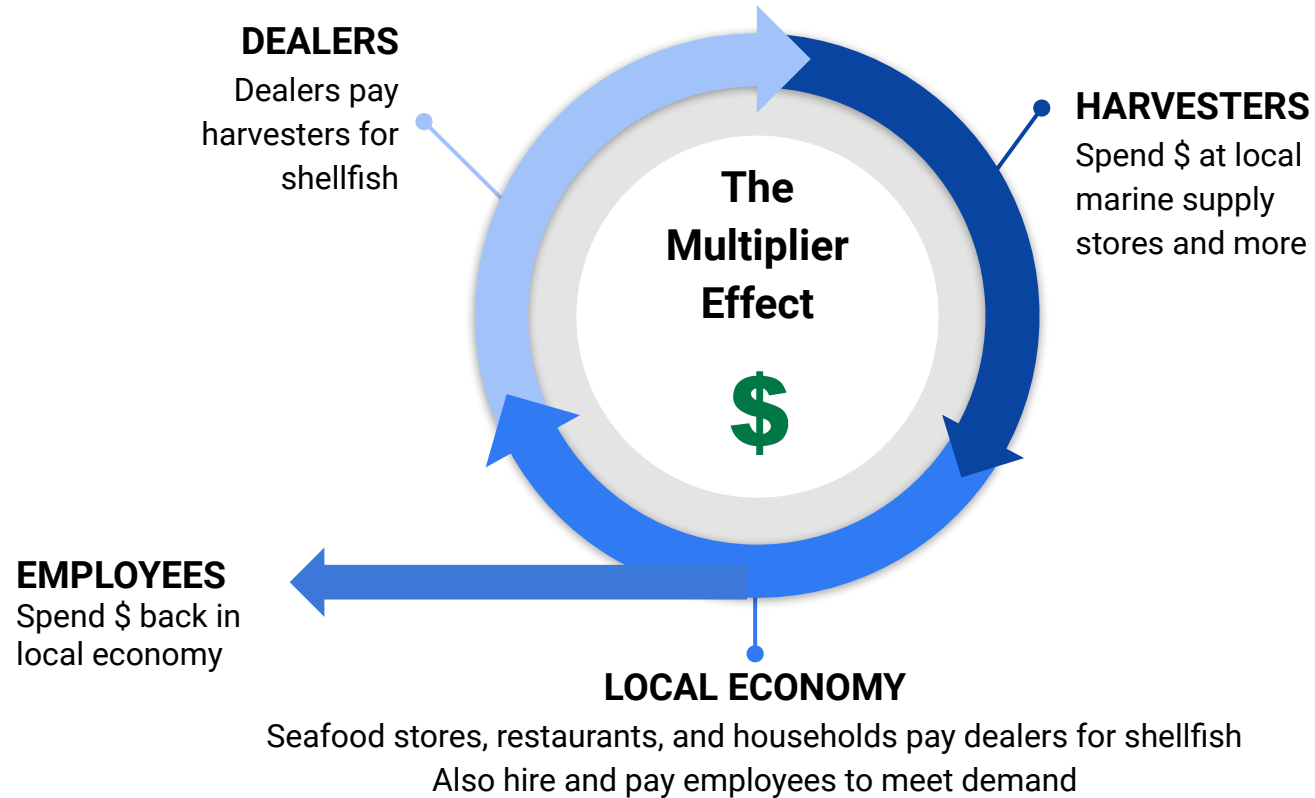 DEALERS
Dealers pay
harvesters for
shellfish
HARVESTERS
Spend $ at local
marine supply
stores and more
The
Multiplier
Effect
$
EMPLOYEES
Spend $ back in
local economy
LOCAL ECONOMY
Seafood stores, restaurants, and households pay dealers for shellfish
Also hire and pay employees to meet demand